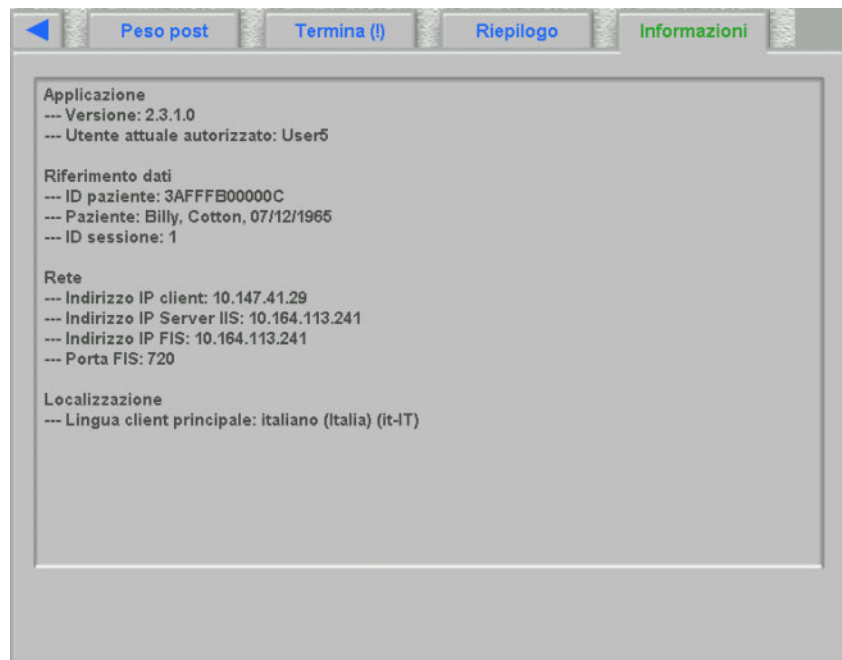 Peso post
Termina (!)
Riepilogo
Informazioni
Applicazione
--- Versione: 2.3.1.0
--- Utente attuale autorizzato: User5
Riferimento dati
--- ID paziente: 3AFFFB00000C
--- Paziente: Billy, Cotton, 07/12/1965
--- ID sessione: 1
Rete
--- Indirizzo IP client: 10.147.41.29
--- Indirizzo IP Server IIS: 10.164.113.241
--- Indirizzo IP FIS: 10.164.113.241
--- Porta FIS: 720
Localizzazione
--- Lingua client principale: italiano (Italia) (it-IT)